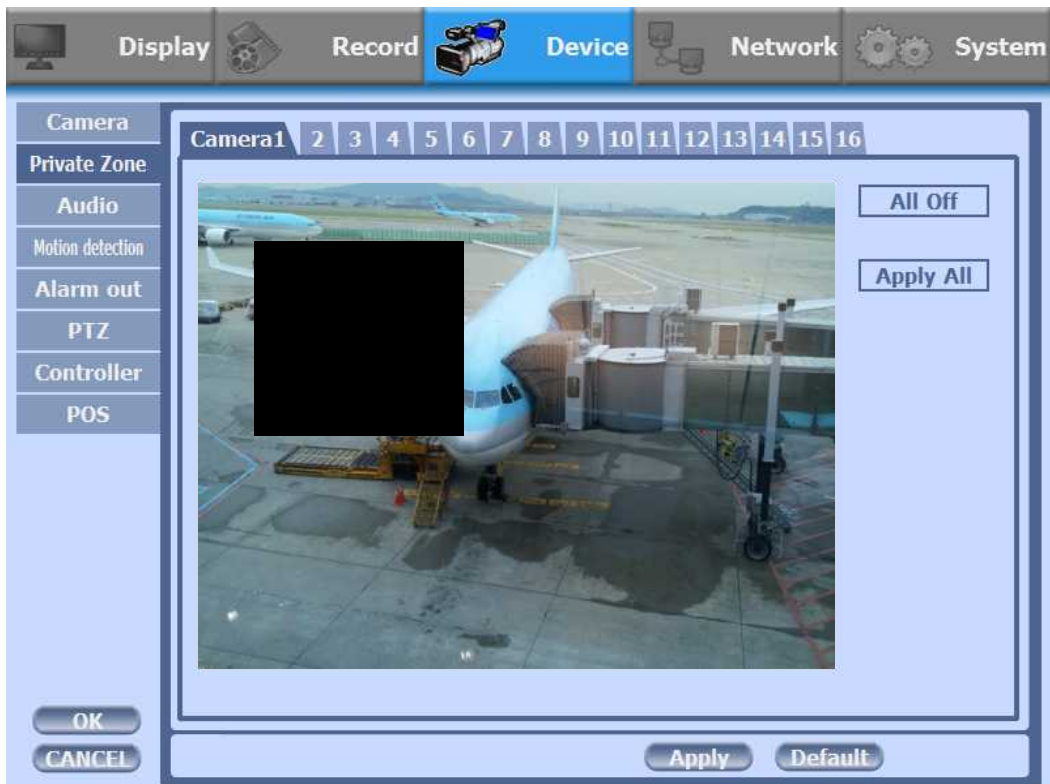 Display Record Device Network System
Camera
Private Zone
Audio
Motion detection
Alarm out
PTZ
Controller
POS
OK
CANCEL
Camera1 2 3 4 5 6 7 8 9 10 11 12 13 14 15 16
All Off
Apply All
Apply Default